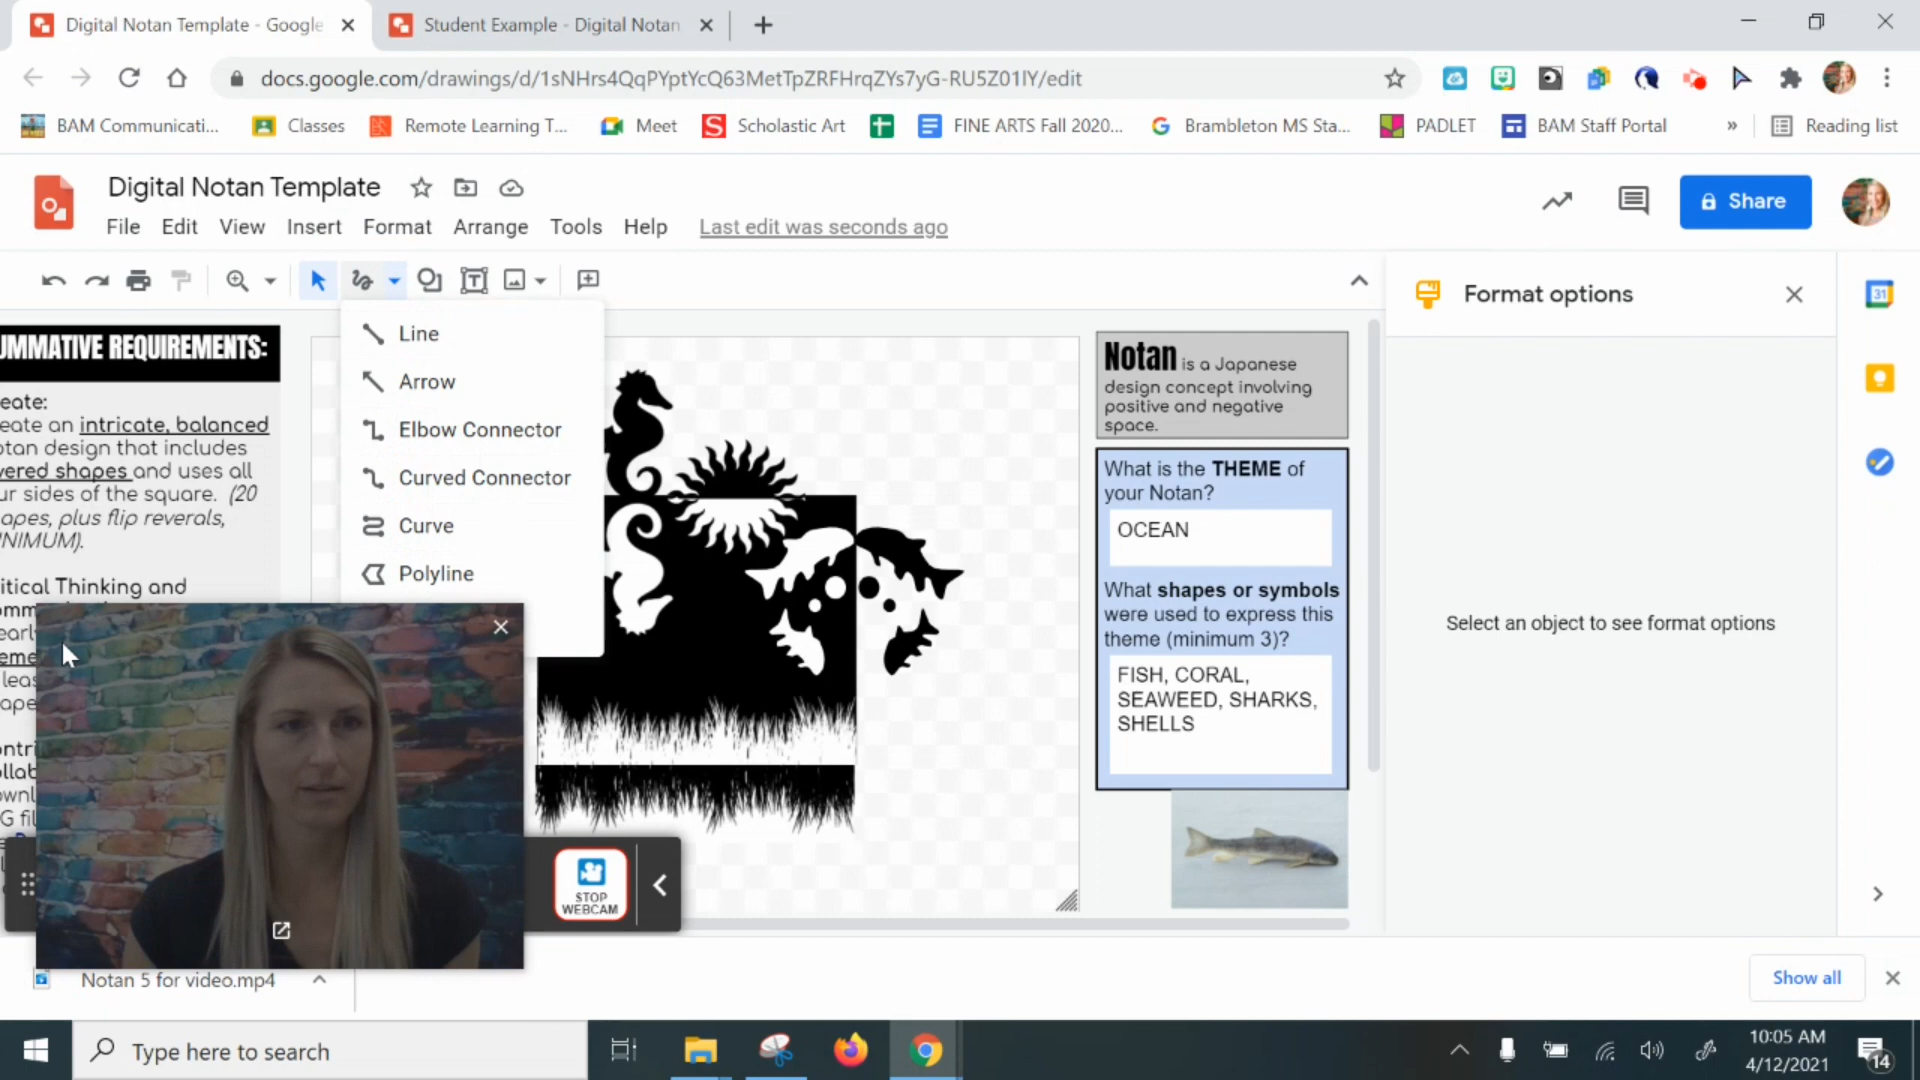 Digital Notan Template - Google
Student Example - Digital Notan
docs.google.com/drawings/d/1sNHrs4QqPYptYcQ63MetTpZRFHrqZYs7yG-RU5Z01lY/edit
BAM Communicati...
Classes
Remote Learning T...
Meet
Scholastic Art
FINE ARTS Fall 2020...
Brambleton MS Sta...
PADLET
BAM Staff Portal
»
Reading list
Digital Notan Template
Share
File Edit View Insert Format Arrange Tools Help Last edit was seconds ago
Format options
31
Select an object to see format options
UMMATIVE REQUIREMENTS:
eate:
eate an intricate, balanced
otan design that includes
yered shapes and uses all
ur sides of the square. (20
apes, plus flip reverals,
NIMUM).
itical Thinking and
Line
Arrow
Elbow Connector
Curved Connector
Curve
Polyline
Notan is a Japanese
design concept involving
positive and negative
space.
What is the THEME of
your Notan?
OCEAN
What shapes or symbols
were used to express this
theme (minimum 3)?
FISH, CORAL,
SEAWEED, SHARKS,
SHELLS
STOP
WEBCAM
Notan 5 for video.mp4
Show all
Type here to search
10:05 AM
4/12/2021
14